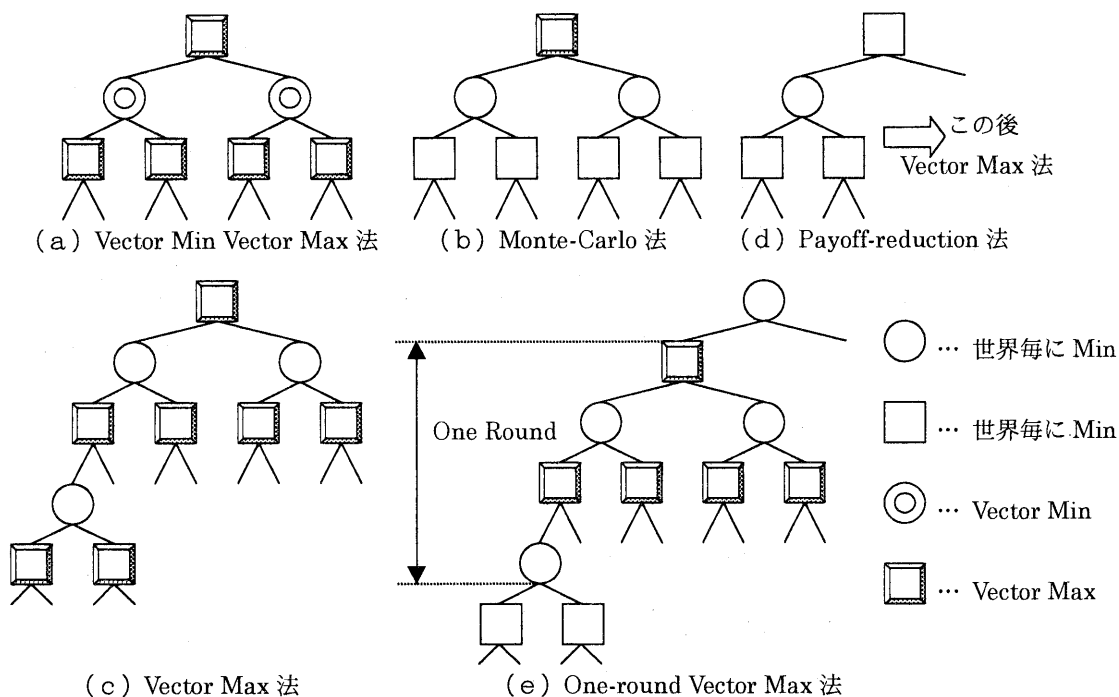 この後
Vector Max 法
(a) Vector Min Vector Max 法
(b) Monte-Carlo 法
(d) Payoff-reduction 法
One Round
… 世界毎に Min
… 世界毎に Min
… Vector Min
… Vector Max
(c) Vector Max 法
(e) One-round Vector Max 法